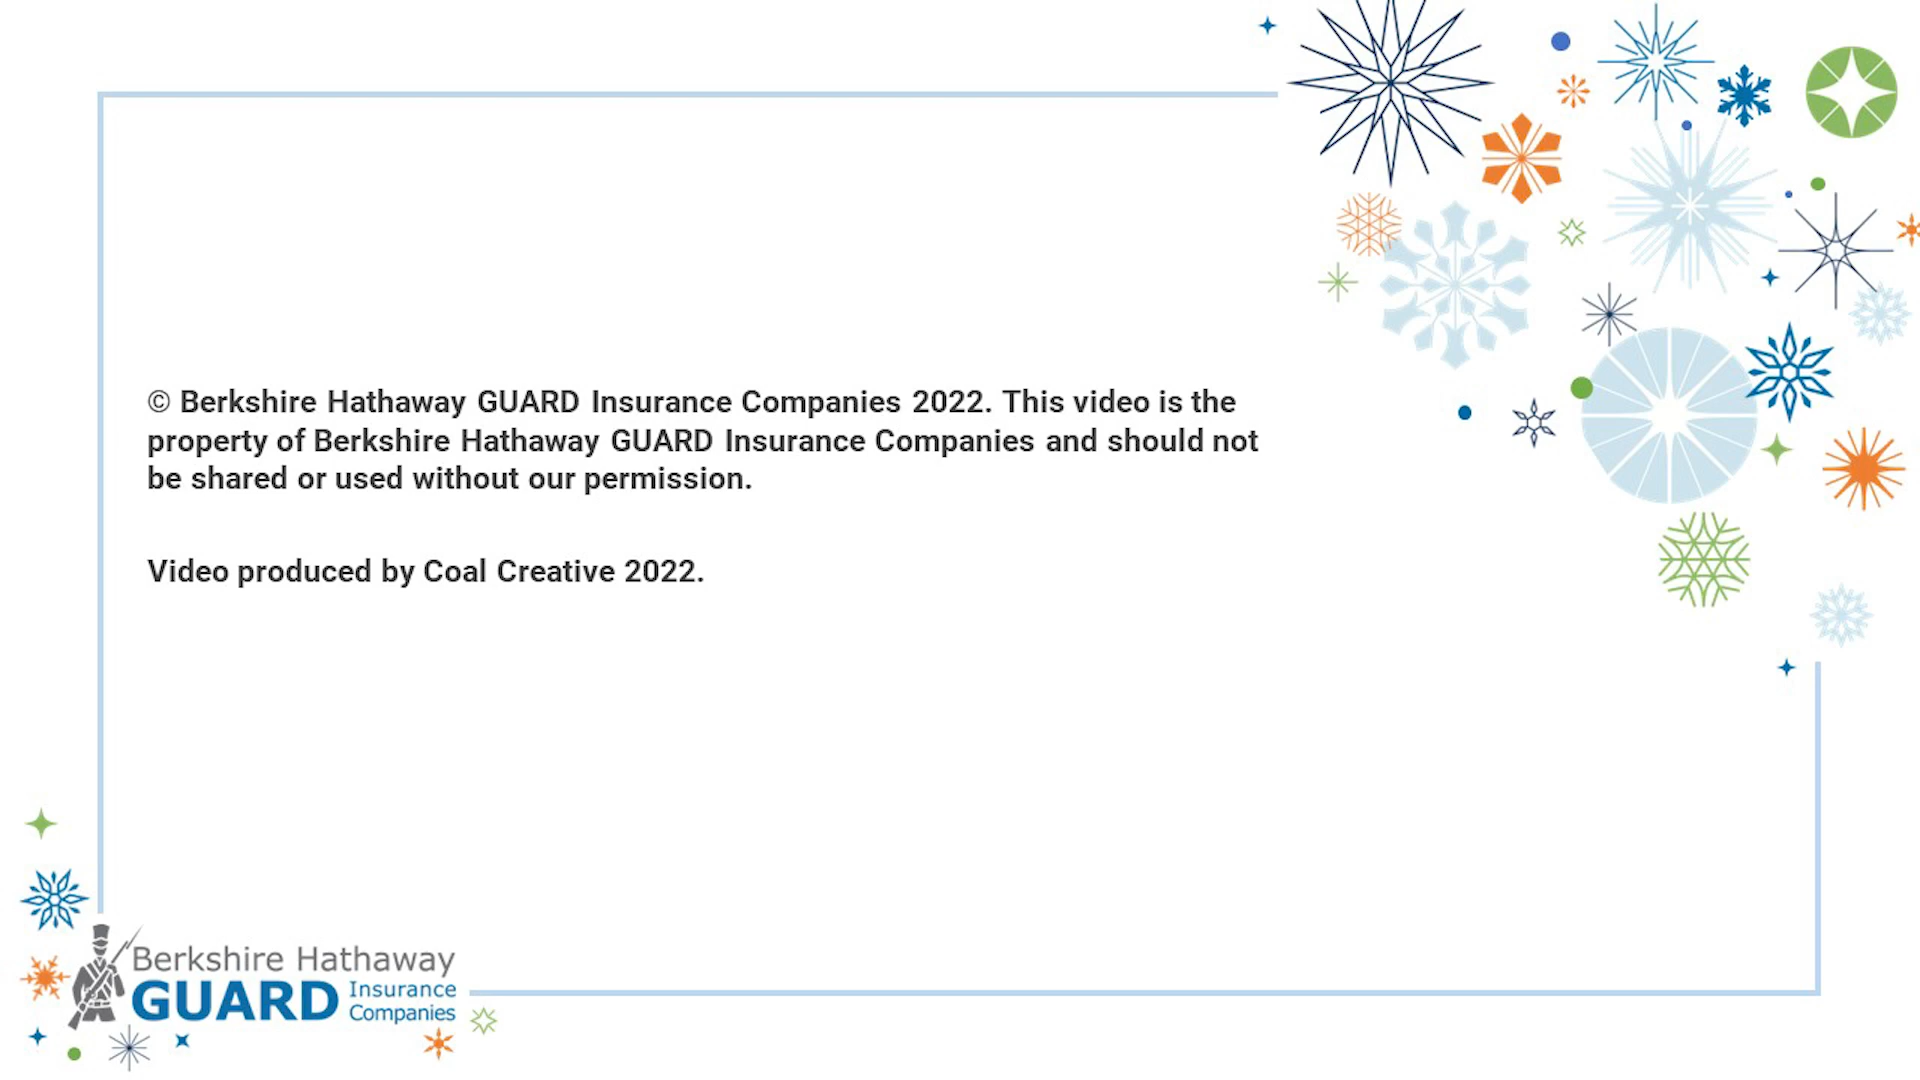 © Berkshire Hathaway GUARD Insurance Companies 2022. This video is the
property of Berkshire Hathaway GUARD Insurance Companies and should not
be shared or used without our permission.
Video produced by Coal Creative 2022.
Berkshire Hathaway
GUARD Insurance
Companies